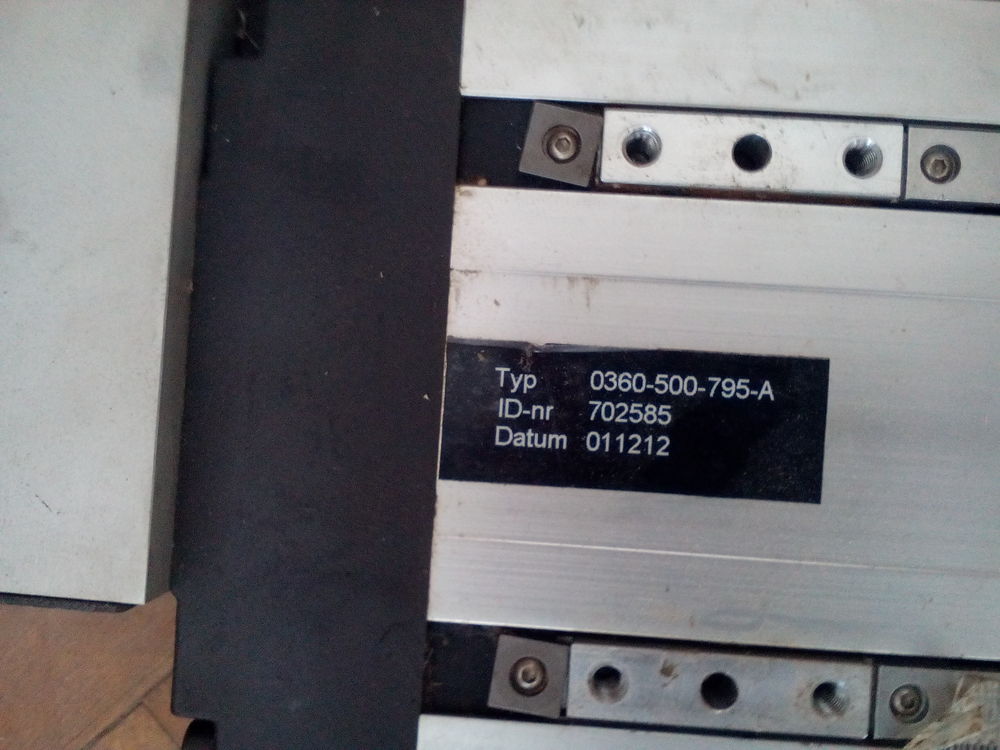 Typ 0360-500-795-A
ID-nr 702585
Datum 011212